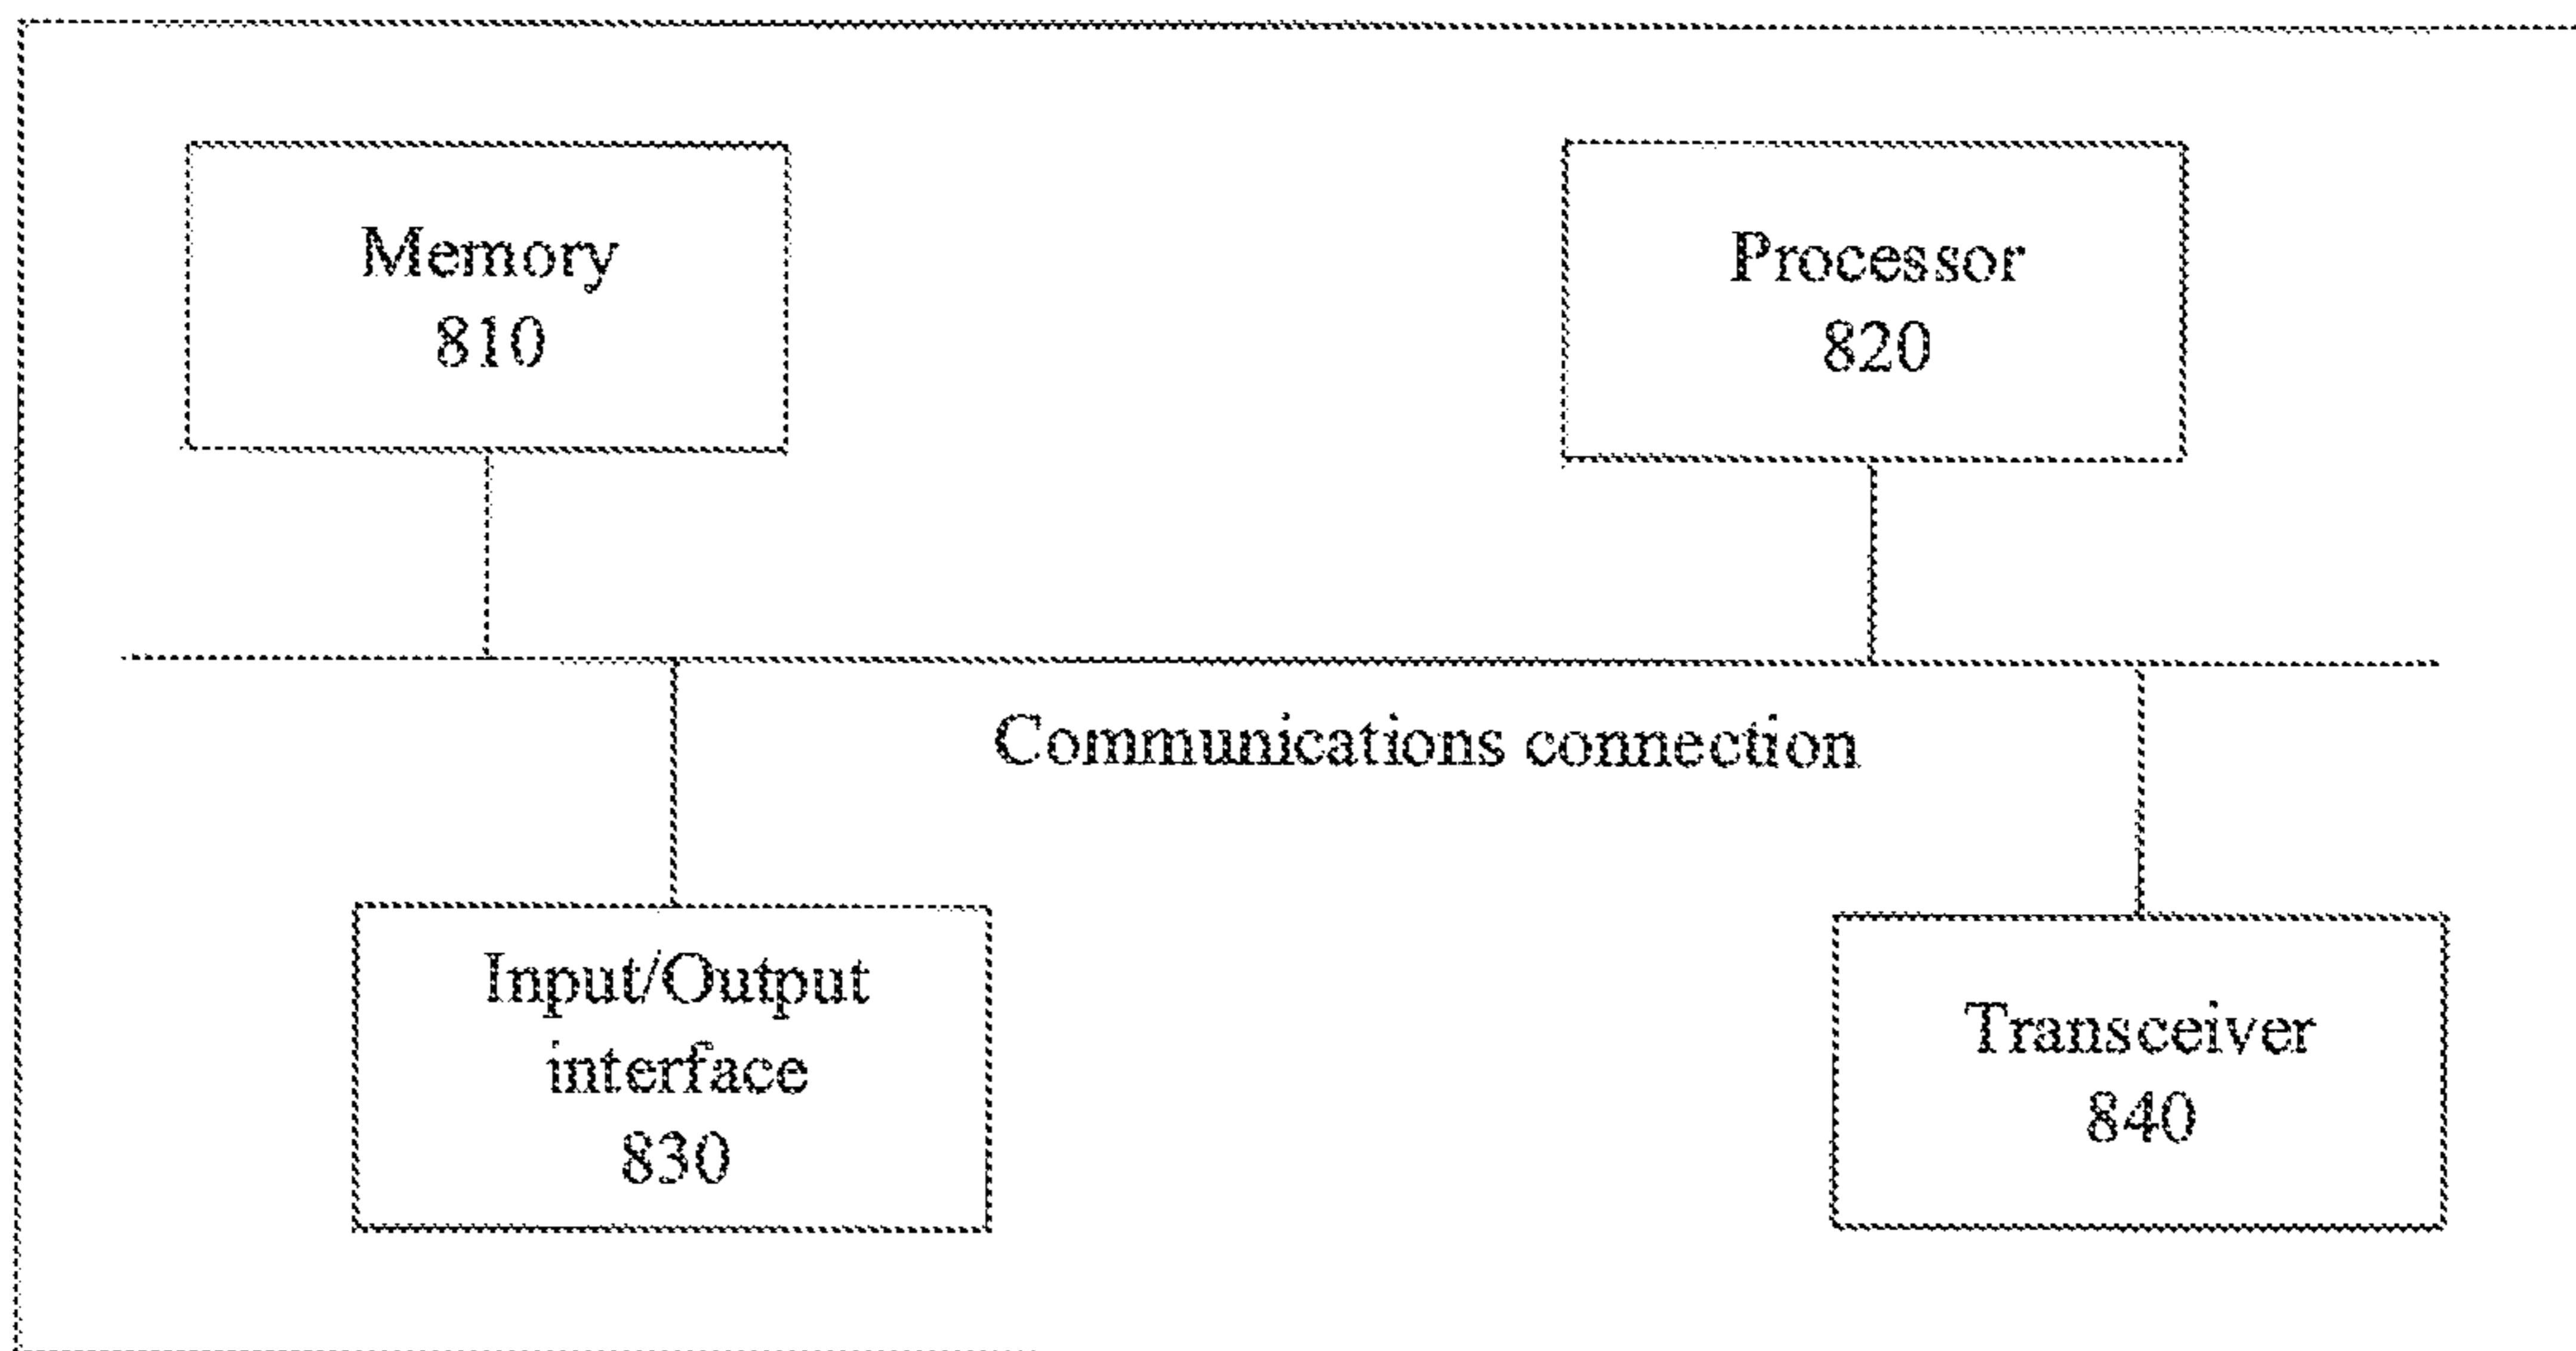 Memory
810
Processor
820
Communications connection
Input/Output
interface
830
Transceiver
840